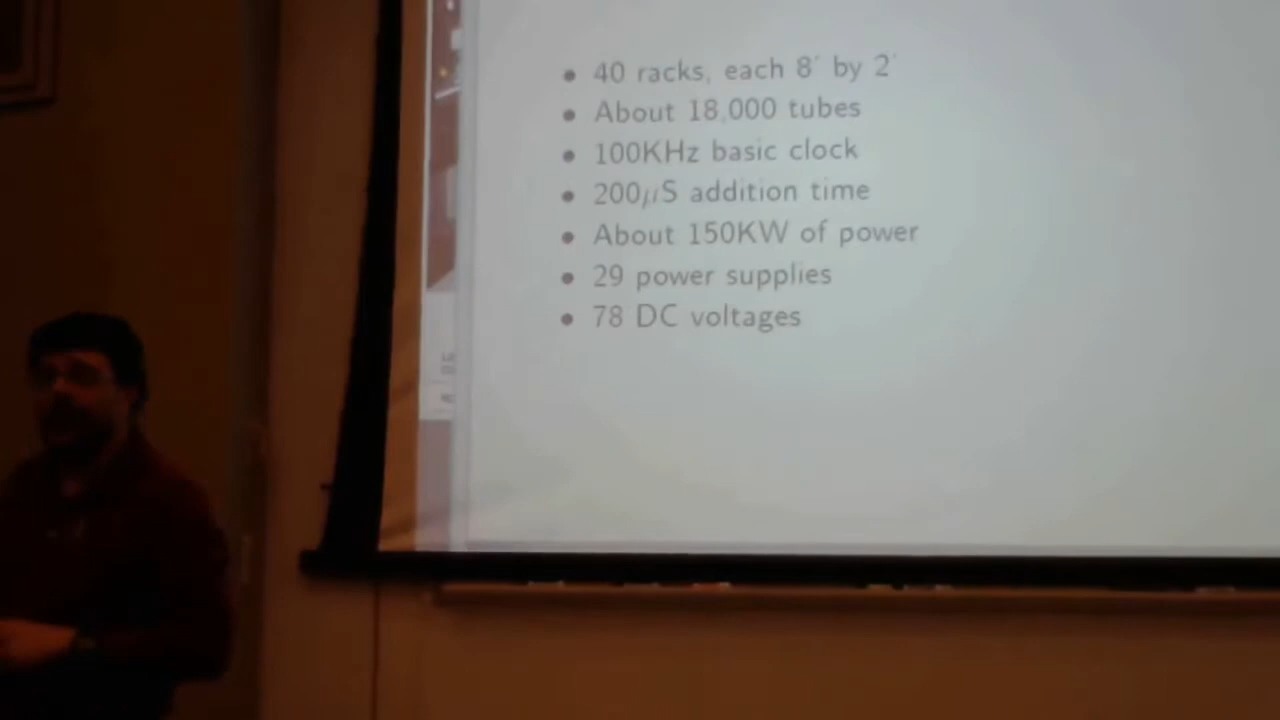 • 40 racks, each 8′ by 2′
• About 18,000 tubes
• 100KHz basic clock
• 200μS addition time
• About 150KW of power
• 29 power supplies
• 78 DC voltages